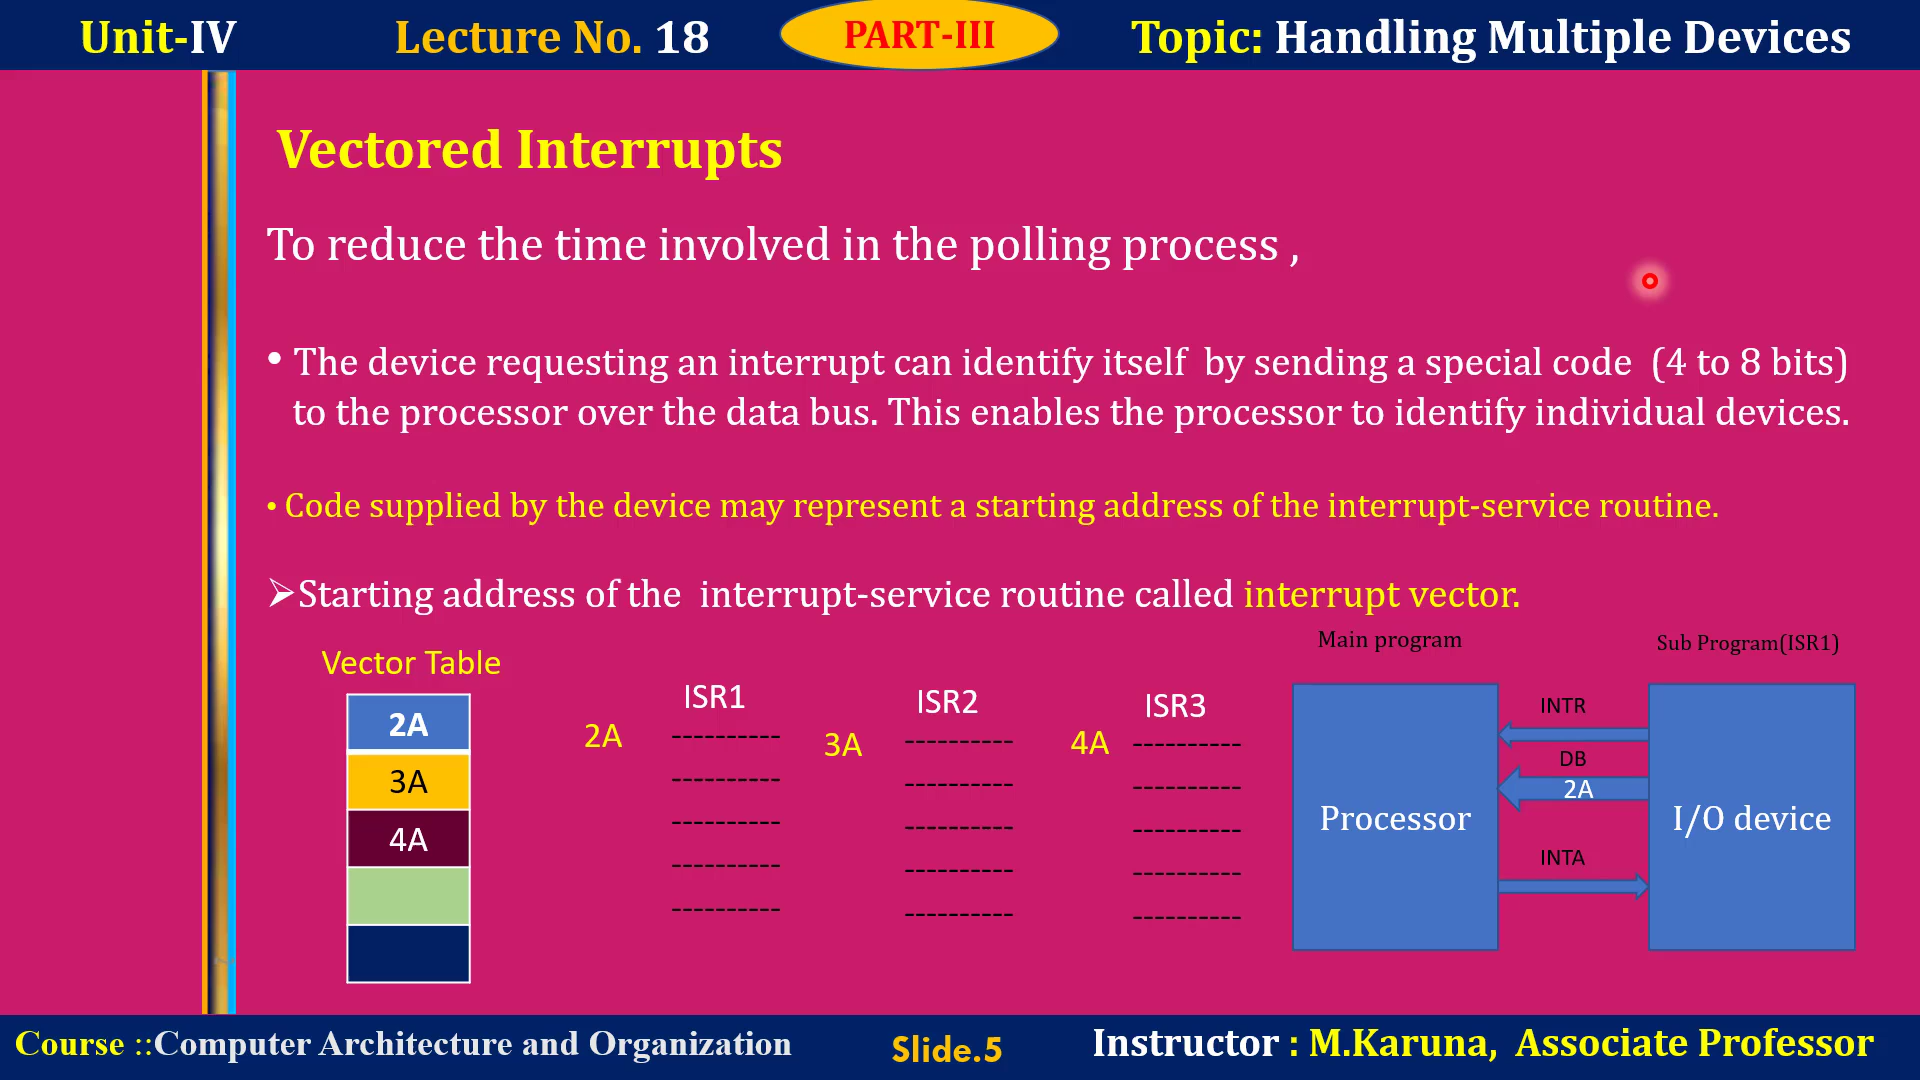 Unit-IV Lecture No. 18 PART-III Topic: Handling Multiple Devices
Vectored Interrupts
To reduce the time involved in the polling process ,
• The device requesting an interrupt can identify itself by sending a special code (4 to 8 bits)
to the processor over the data bus. This enables the processor to identify individual devices.
• Code supplied by the device may represent a starting address of the interrupt-service routine.
➢Starting address of the interrupt-service routine called interrupt vector.
Vector Table
2A
3A
4A
ISR1
2A ----------
----------
----------
----------
----------
ISR2
3A ----------
----------
----------
----------
----------
ISR3
4A ----------
----------
----------
----------
----------
Main program
Processor
INTR
DB
2A
INTA
Sub Program(ISR1)
I/O device
Course ::Computer Architecture and Organization Slide.5 Instructor : M.Karuna, Associate Professor